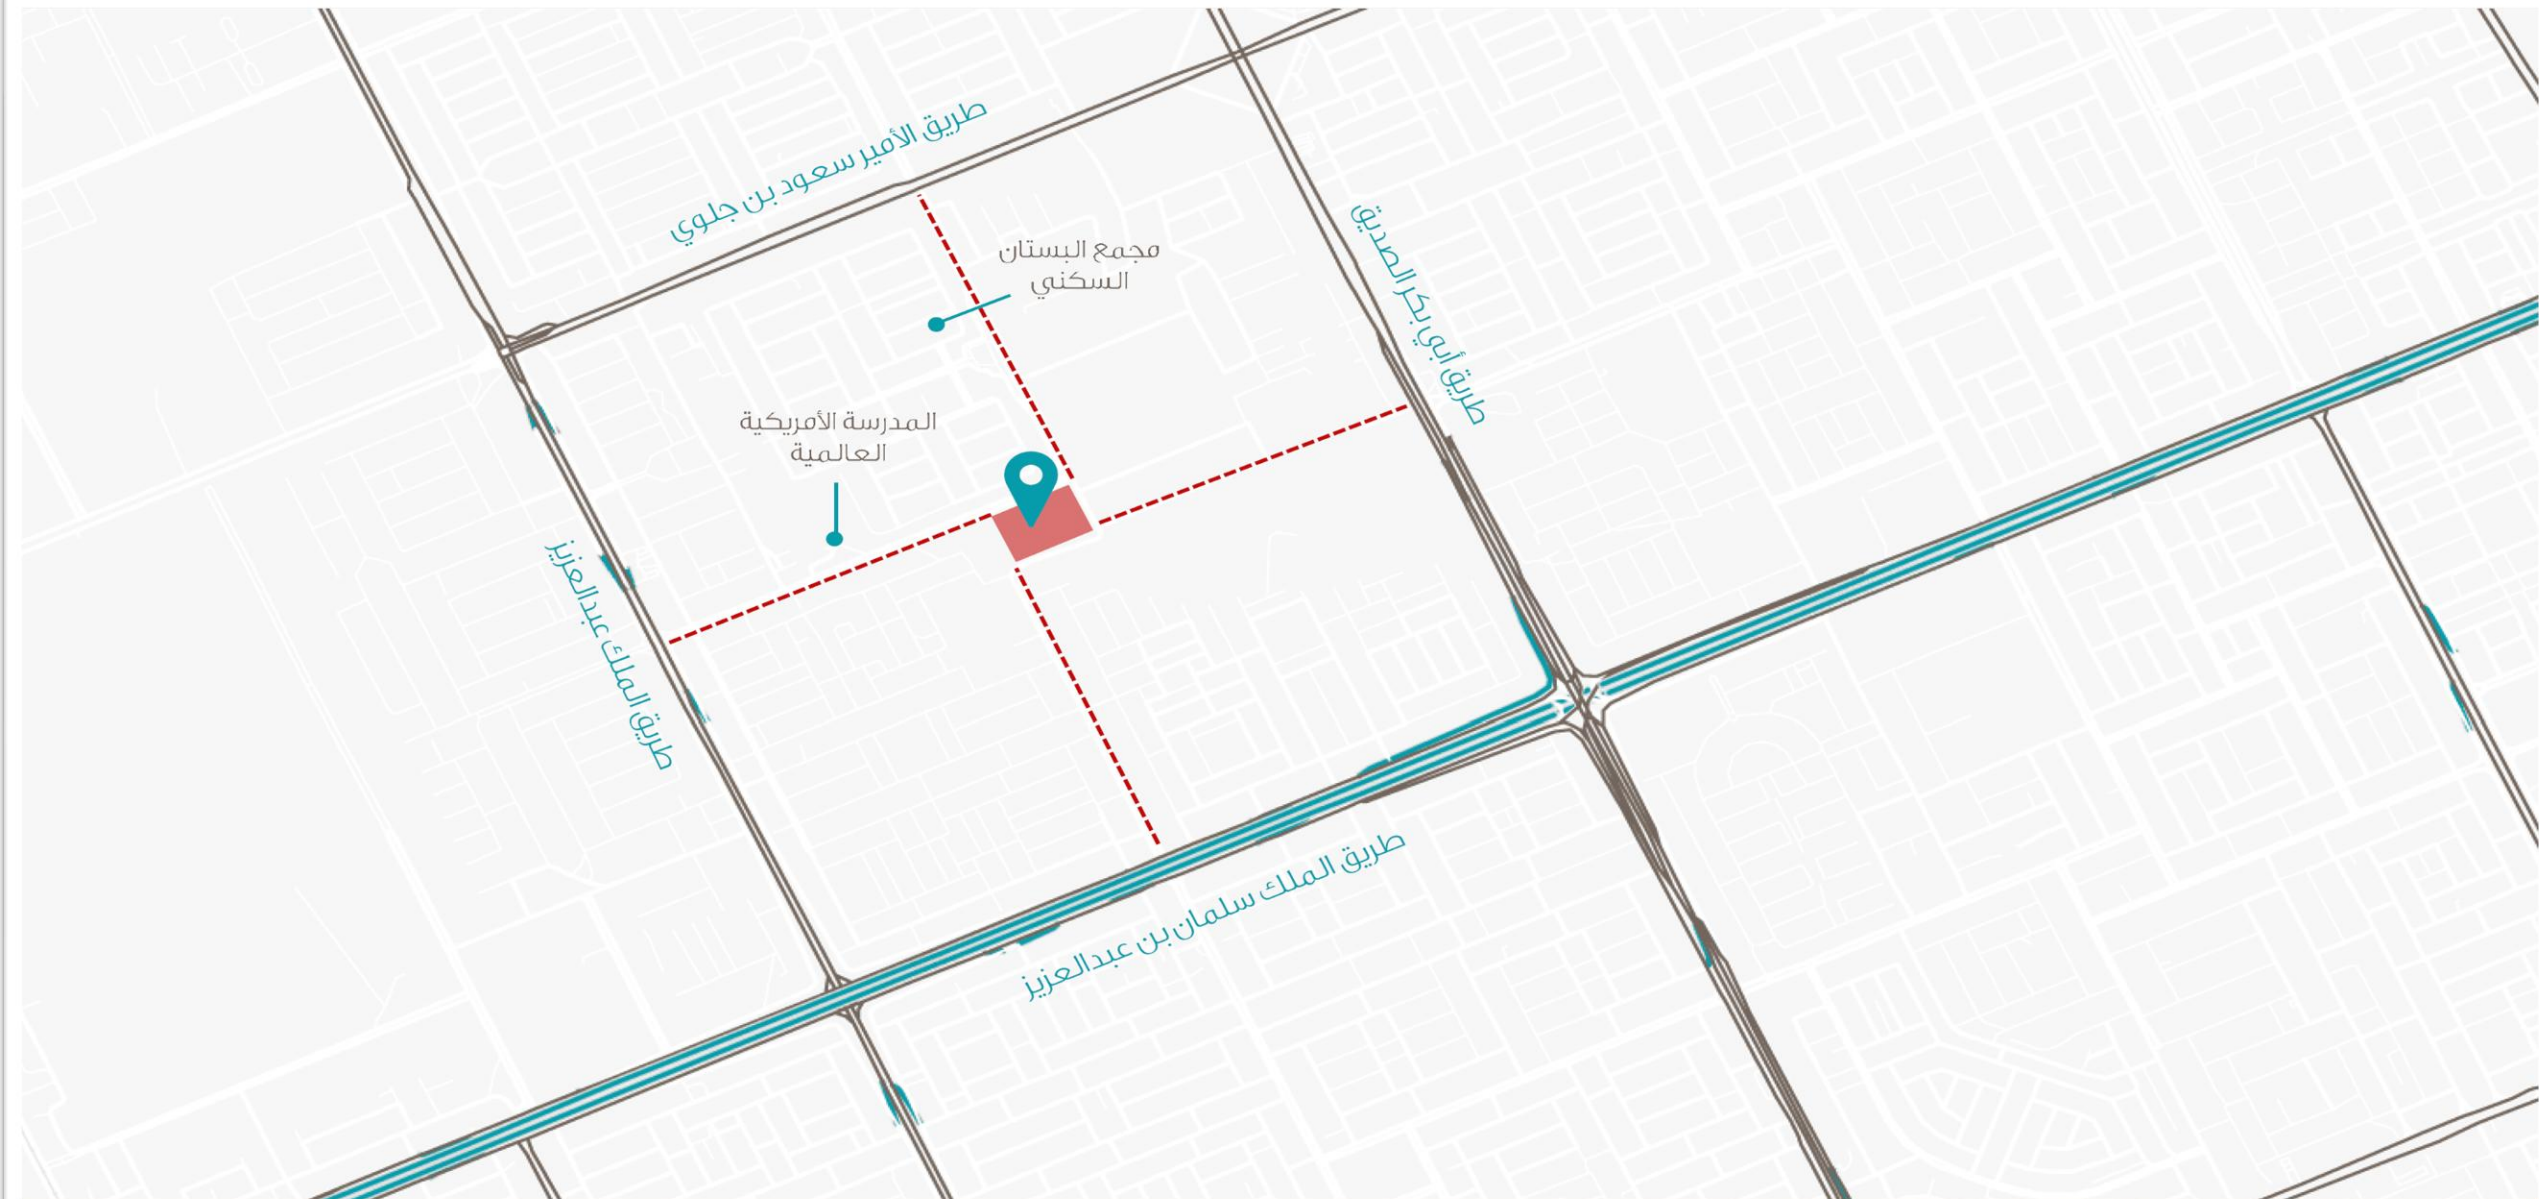 طريق الأمير سعود بن جلوي
مجمع البستان
السكني
طريق أبي بكر الصديق
المدرسة الأمريكية
العالمية
طريق الملك عبدالعزيز
طريق الملك سلمان بن عبدالعزيز